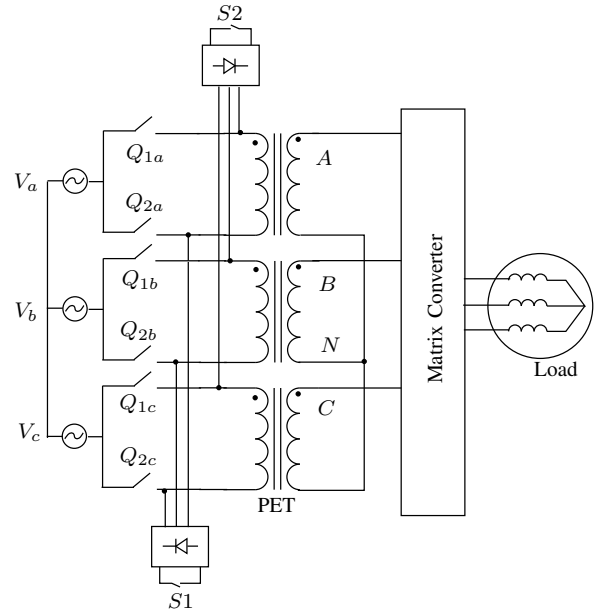 S2
Q1a
A
Va
Q2a
Q1b
B
Vb
Q2b
N
Matrix Converter
Load
Q1c
C
Vc
Q2c
PET
S1